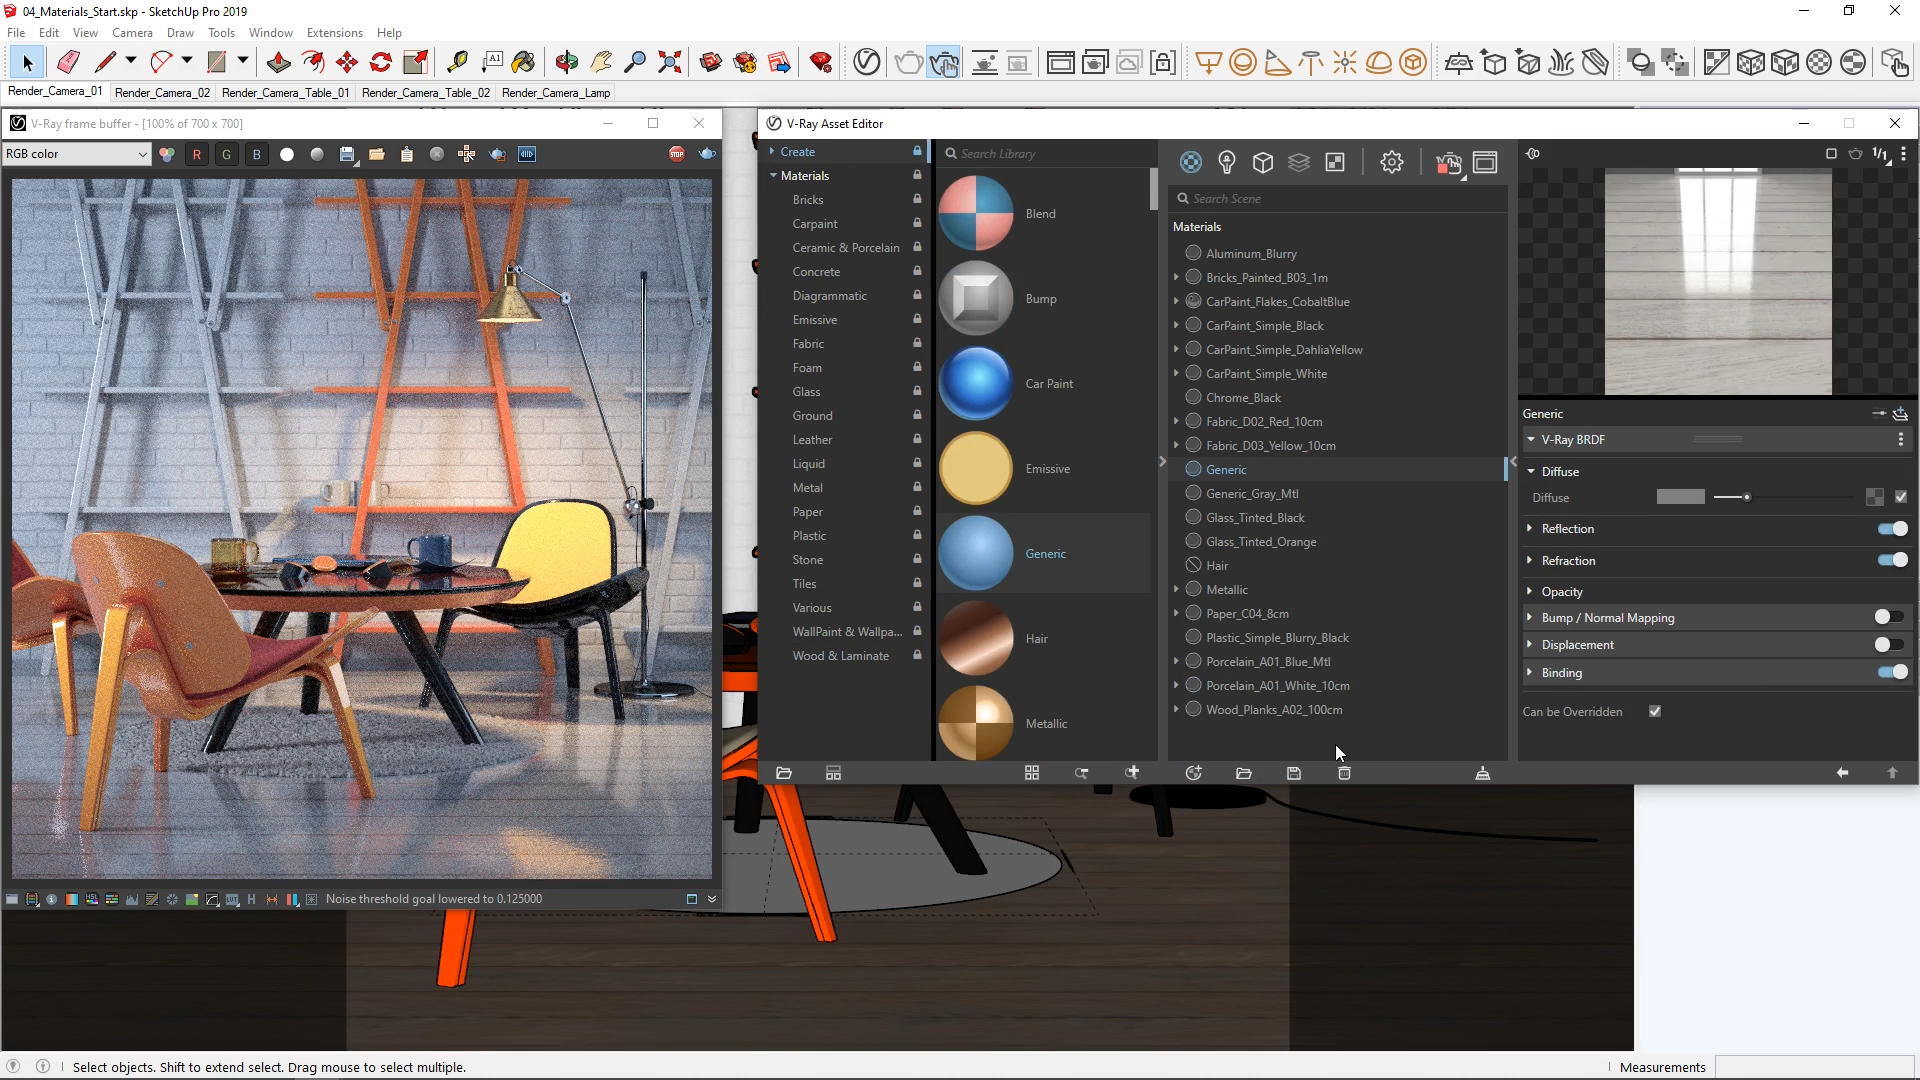 04_Materials_Start.skp - SketchUp Pro 2019
File Edit View Camera Draw Tools Window Extensions Help
A1
Render_Camera_01 Render_Camera_02 Render_Camera_Table_01 Render_Camera_Table_02 Render_Camera_Lamp
V-Ray frame buffer - [100% of 700 x 700]
RGB color
R G B
STOP
Noise threshold goal lowered to 0.125000
V-Ray Asset Editor
Create
Materials
Bricks
Carpaint
Ceramic & Porcelain
Concrete
Diagrammatic
Emissive
Fabric
Foam
Glass
Ground
Leather
Liquid
Metal
Paper
Plastic
Stone
Tiles
Various
WallPaint & Wallpa...
Wood & Laminate
Search Library
Blend
Bump
Car Paint
Emissive
Generic
Hair
Metallic
Search Scene
Materials
Aluminum_Blurry
Bricks_Painted_B03_1m
CarPaint_Flakes_CobaltBlue
CarPaint_Simple_Black
CarPaint_Simple_DahliaYellow
CarPaint_Simple_White
Chrome_Black
Fabric_D02_Red_10cm
Fabric_D03_Yellow_10cm
Generic
Generic_Gray_Mtl
Glass_Tinted_Black
Glass_Tinted_Orange
Hair
Metallic
Paper_C04_8cm
Plastic_Simple_Blurry_Black
Porcelain_A01_Blue_Mtl
Porcelain_A01_White_10cm
Wood_Planks_A02_100cm
1/1
Generic
V-Ray BRDF
Diffuse
Diffuse
Reflection
Refraction
Opacity
Bump / Normal Mapping
Displacement
Binding
Can be Overridden
Select objects. Shift to extend select. Drag mouse to select multiple.
Measurements